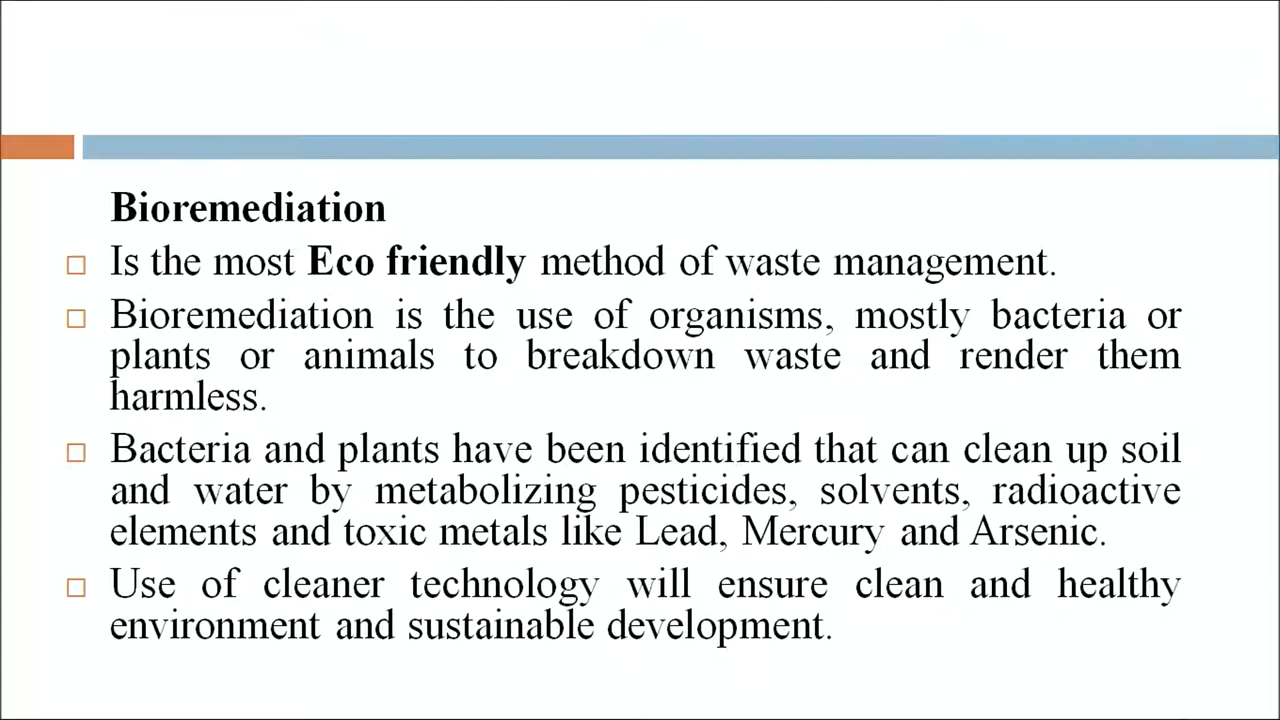 Bioremediation
Is the most Eco friendly method of waste management.
Bioremediation is the use of organisms, mostly bacteria or
plants or animals to breakdown waste and render them
harmless.
Bacteria and plants have been identified that can clean up soil
and water by metabolizing pesticides, solvents, radioactive
elements and toxic metals like Lead, Mercury and Arsenic.
Use of cleaner technology will ensure clean and healthy
environment and sustainable development.